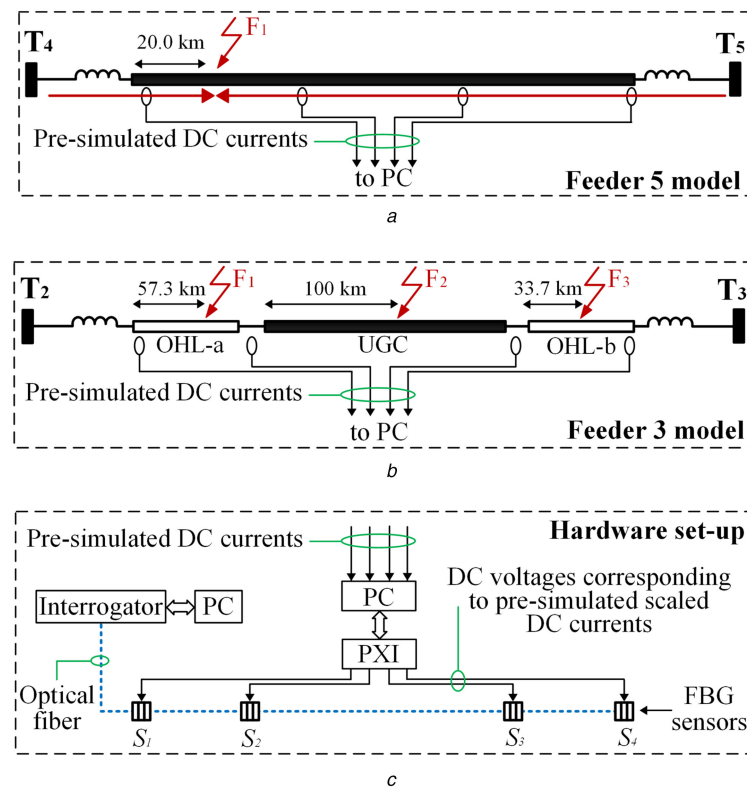 T4
20.0 km
F1
T5
Pre-simulated DC currents
to PC
Feeder 5 model
a
T2
57.3 km
F1
100 km
F2
33.7 km
F3
T3
OHL-a
UGC
OHL-b
Pre-simulated DC currents
to PC
Feeder 3 model
b
Hardware set-up
Pre-simulated DC currents
DC voltages corresponding
to pre-simulated scaled
DC currents
Interrogator
PC
PC
PXI
Optical
fiber
FBG
sensors
S1
S2
S3
S4
c